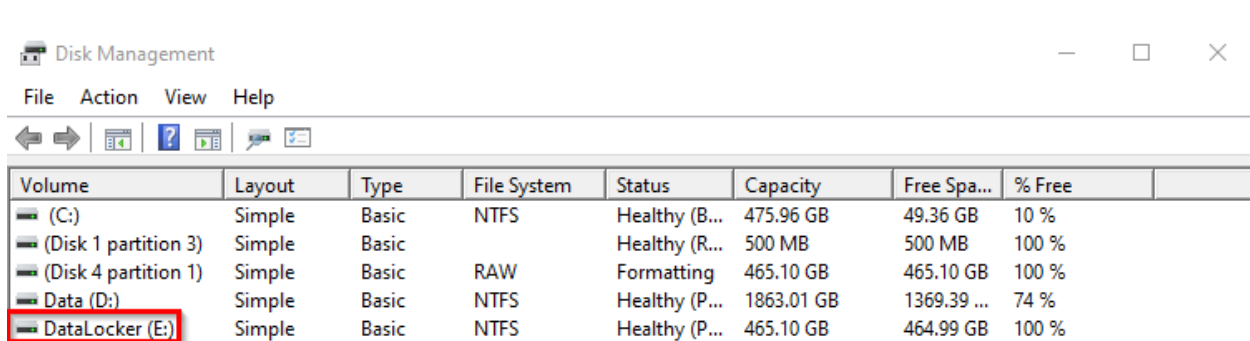 Disk Management
File Action View Help
Volume Layout Type File System Status Capacity Free Spa... % Free
(C:) Simple Basic NTFS Healthy (B... 475.96 GB 49.36 GB 10 %
(Disk 1 partition 3) Simple Basic Healthy (R... 500 MB 500 MB 100 %
(Disk 4 partition 1) Simple Basic RAW Formatting 465.10 GB 465.10 GB 100 %
Data (D:) Simple Basic NTFS Healthy (P... 1863.01 GB 1369.39 ... 74 %
DataLocker (E:) Simple Basic NTFS Healthy (P... 465.10 GB 464.99 GB 100 %